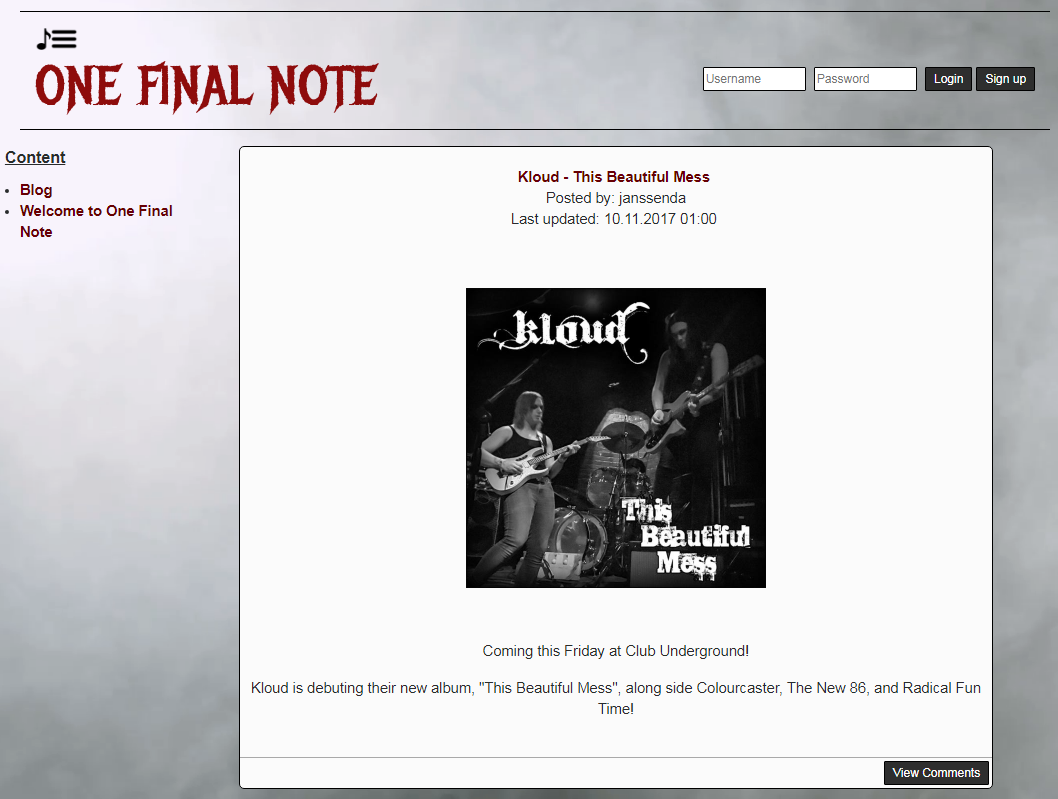 ONE FINAL NOTE
Username
Password
Login
Sign up
Content
Blog
Welcome to One Final
Note
Kloud - This Beautiful Mess
Posted by: janssenda
Last updated: 10.11.2017 01:00
kloud
This
Beautiful
Mess
Coming this Friday at Club Underground!
Kloud is debuting their new album, "This Beautiful Mess", along side Colourcaster, The New 86, and Radical Fun
Time!
View Comments